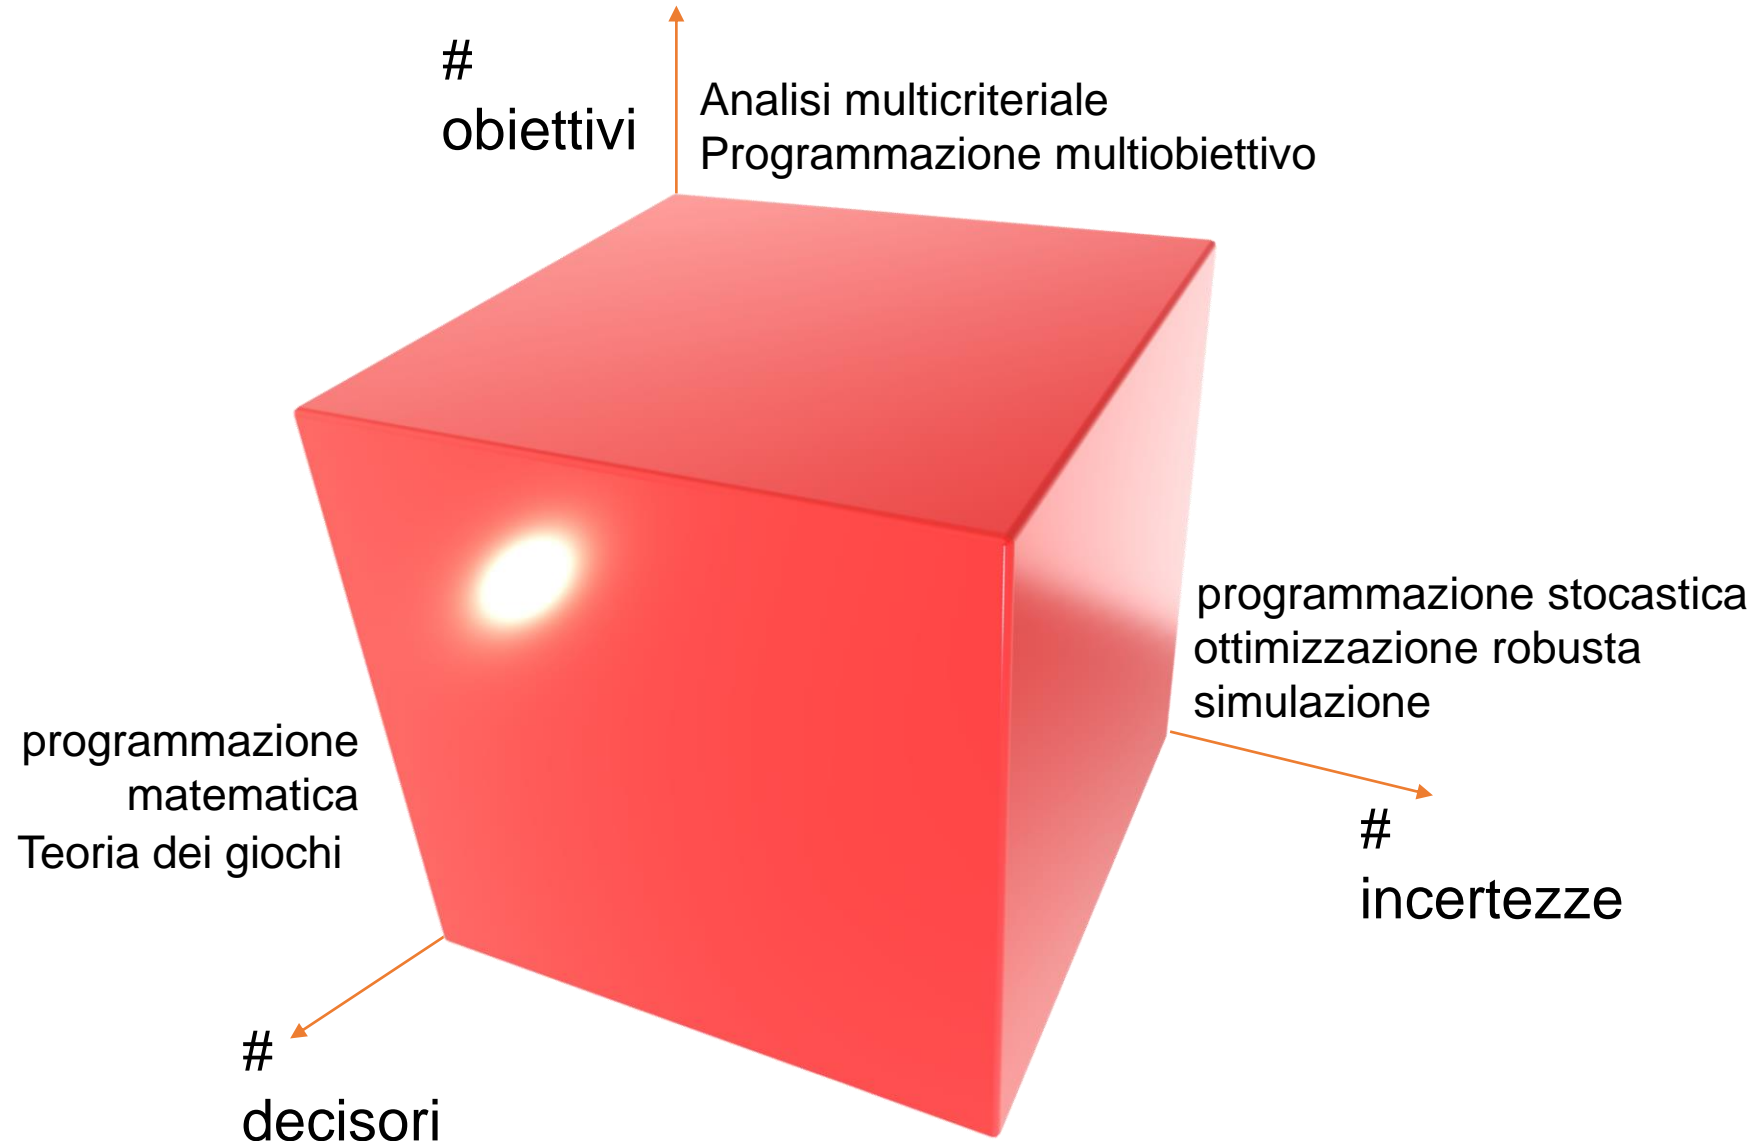 #
obiettivi
Analisi multicriteriale
Programmazione multiobiettivo
programmazione stocastica
ottimizzazione robusta
simulazione
programmazione
matematica
Teoria dei giochi
#
incertezze
#
decisori